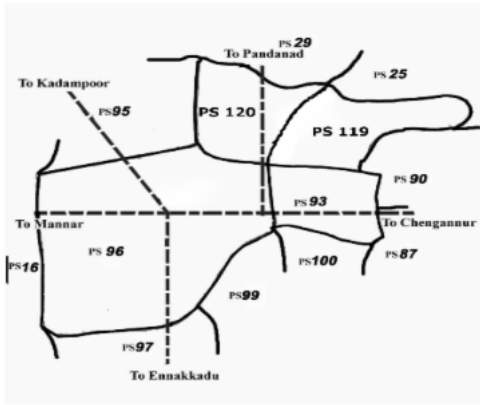 PS 29
To Pandanad
PS 25
To Kadampoor
PS 95
PS 120
PS 119
PS 90
PS 93
To Mannar
To Chengannur
PS 96
PS 16
PS 100
PS 87
PS 99
PS 97
To Ennakkadu